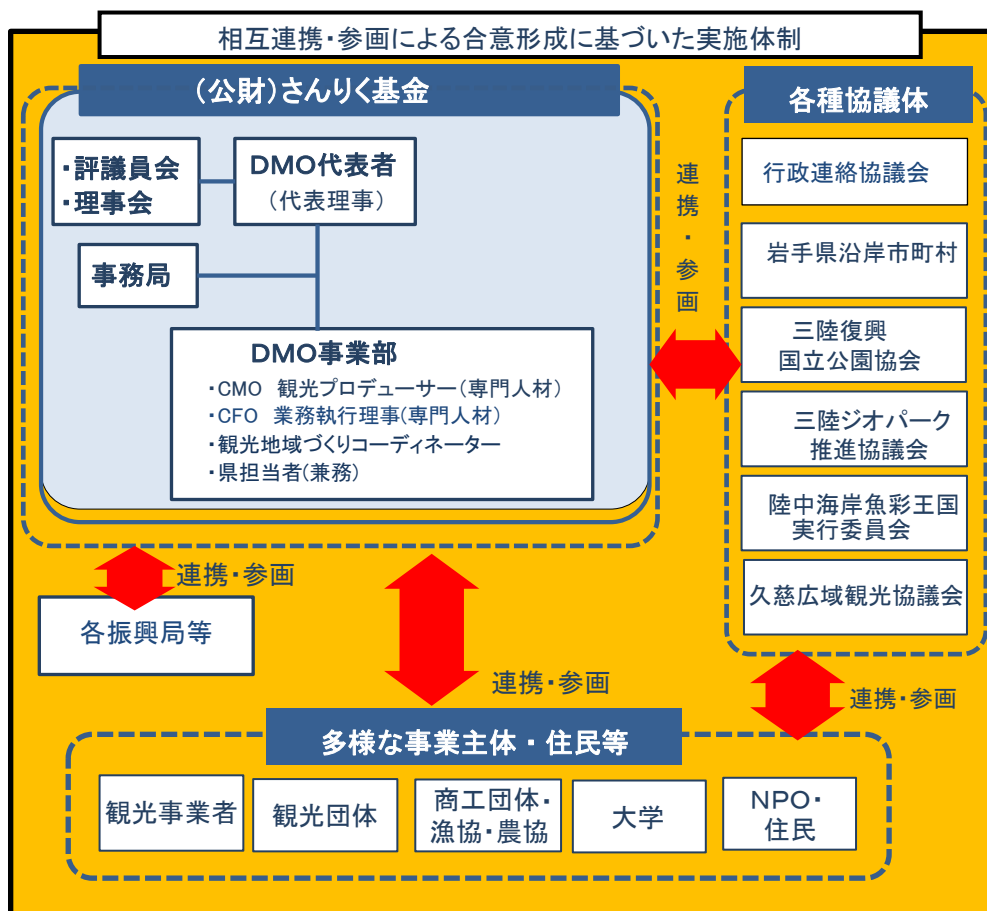 相互連携・参画による合意形成に基づいた実施体制
(公財)さんりく基金
・評議員会
・理事会
DMO代表者
(代表理事)
事務局
DMO事業部
・CMO 観光プロデューサー(専門人材)
・CFO 業務執行理事(専門人材)
・観光地域づくりコーディネーター
・県担当者(兼務)
連携・参画
各種協議体
行政連絡協議会
岩手県沿岸市町村
三陸復興
国立公園協会
三陸ジオパーク
推進協議会
陸中海岸魚彩王国
実行委員会
久慈広域観光協議会
連携・参画
各振興局等
連携・参画
連携・参画
多様な事業主体・住民等
観光事業者
観光団体
商工団体・
漁協・農協
大学
NPO・
住民